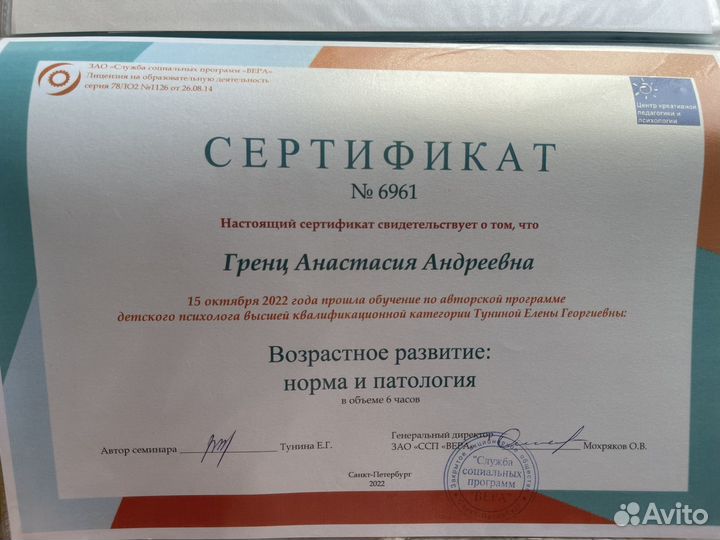 ЗАО «Служба социальных программ «ВЕРА»
Лицензия на образовательную деятельность
серия 78ЛО2 №1126 от 26.08.14
Центр креативной
педагогики и
психологии
СЕРТИФИКАТ
№ 6961
Настоящий сертификат свидетельствует о том, что
Гренц Анастасия Андреевна
15 октября 2022 года прошла обучение по авторской программе
детского психолога высшей квалификационной категории Туниной Елены Георгиевны:
Возрастное развитие:
норма и патология
в объеме 6 часов
Автор семинара Тунина Е.Г.
Генеральный директор
ЗАО «ССП «ВЕРА» Мохряков О.В.
Санкт-Петербург
2022
Закрытое акционерное общество
"Служба
социальных
программ
"ВЕРА"
Avito